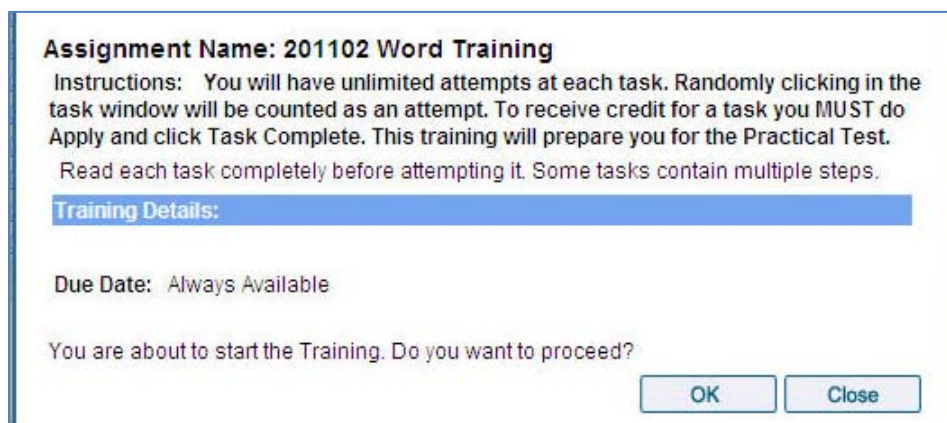 Assignment Name: 201102 Word Training
Instructions: You will have unlimited attempts at each task. Randomly clicking in the
task window will be counted as an attempt. To receive credit for a task you MUST do
Apply and click Task Complete. This training will prepare you for the Practical Test.
Read each task completely before attempting it. Some tasks contain multiple steps.
Training Details:
Due Date: Always Available
You are about to start the Training. Do you want to proceed?
OK Close